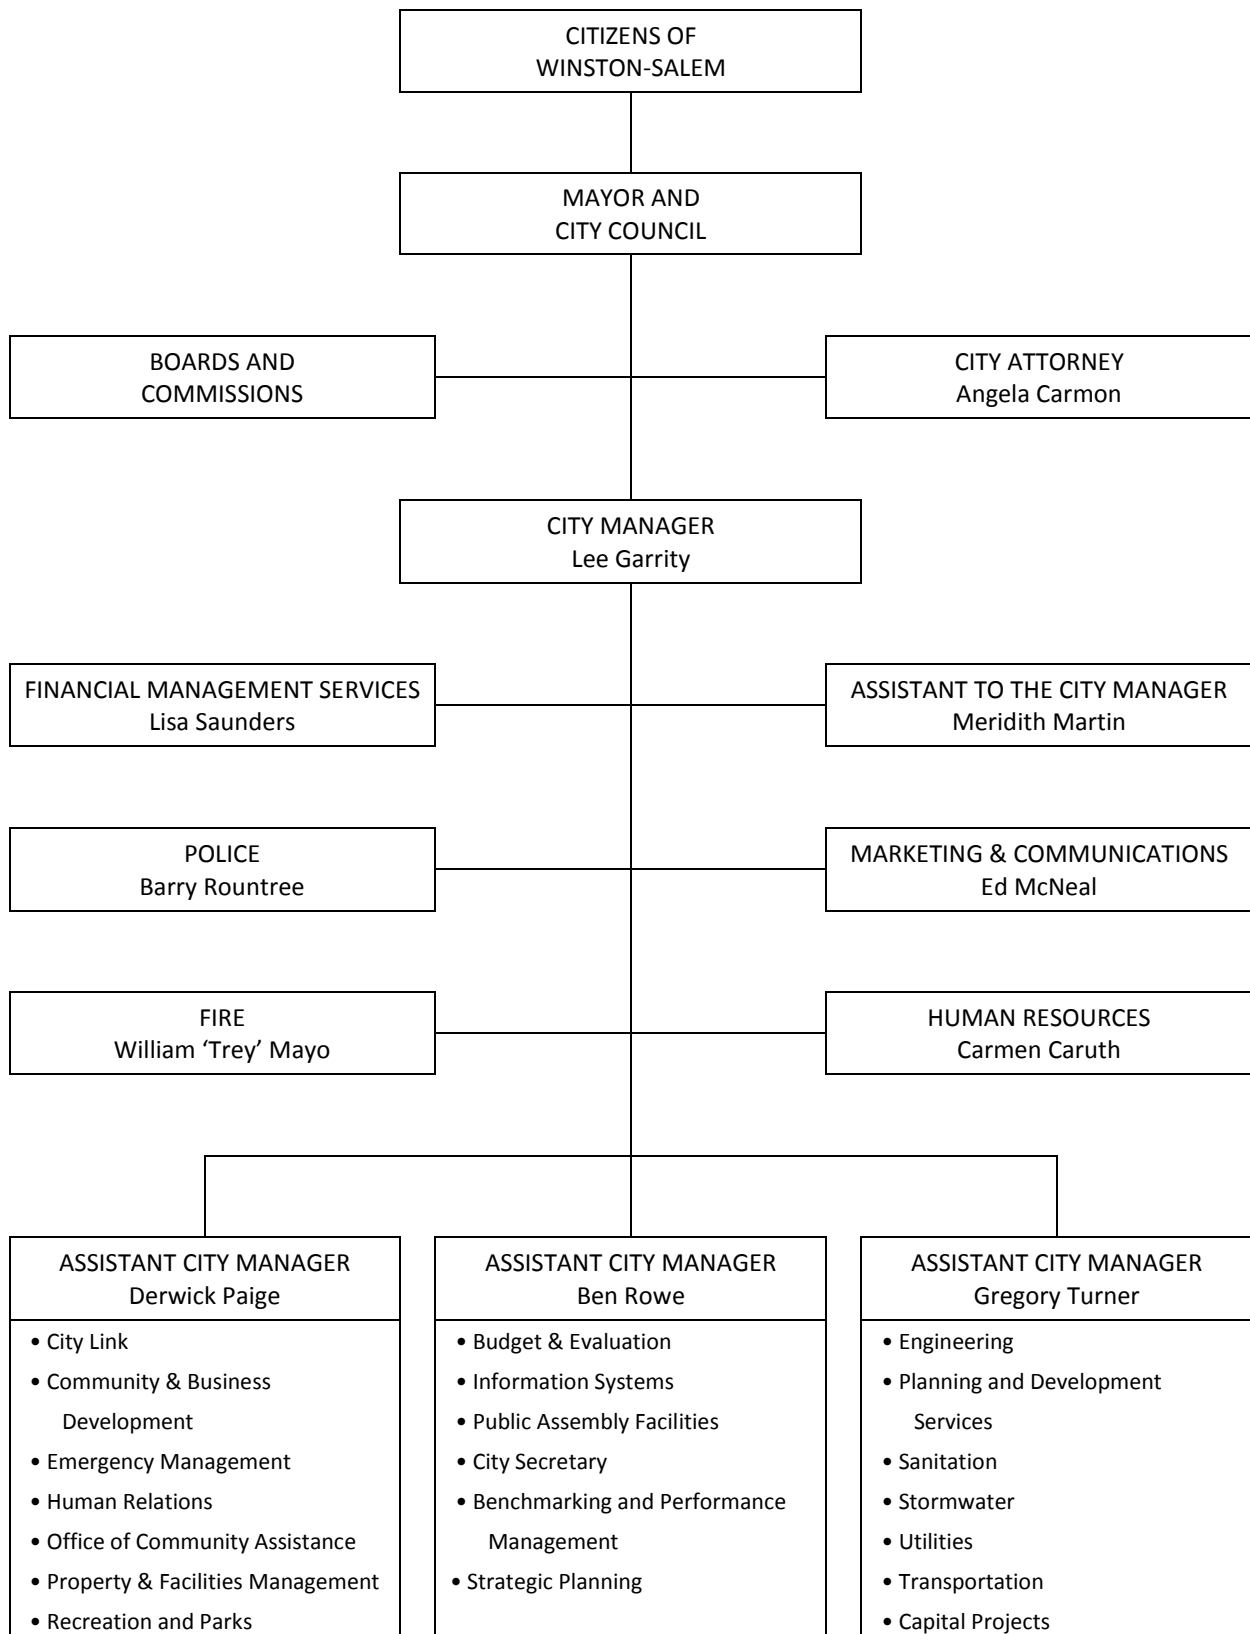 CITIZENS OF
WINSTON-SALEM
MAYOR AND
CITY COUNCIL
BOARDS AND
COMMISSIONS
CITY ATTORNEY
Angela Carmon
CITY MANAGER
Lee Garrity
FINANCIAL MANAGEMENT SERVICES
Lisa Saunders
ASSISTANT TO THE CITY MANAGER
Meridith Martin
POLICE
Barry Rountree
MARKETING & COMMUNICATIONS
Ed McNeal
FIRE
William ‘Trey’ Mayo
HUMAN RESOURCES
Carmen Caruth
ASSISTANT CITY MANAGER
Derwick Paige
• City Link
• Community & Business
Development
• Emergency Management
• Human Relations
• Office of Community Assistance
• Property & Facilities Management
• Recreation and Parks
ASSISTANT CITY MANAGER
Ben Rowe
• Budget & Evaluation
• Information Systems
• Public Assembly Facilities
• City Secretary
• Benchmarking and Performance
Management
• Strategic Planning
ASSISTANT CITY MANAGER
Gregory Turner
• Engineering
• Planning and Development
Services
• Sanitation
• Stormwater
• Utilities
• Transportation
• Capital Projects